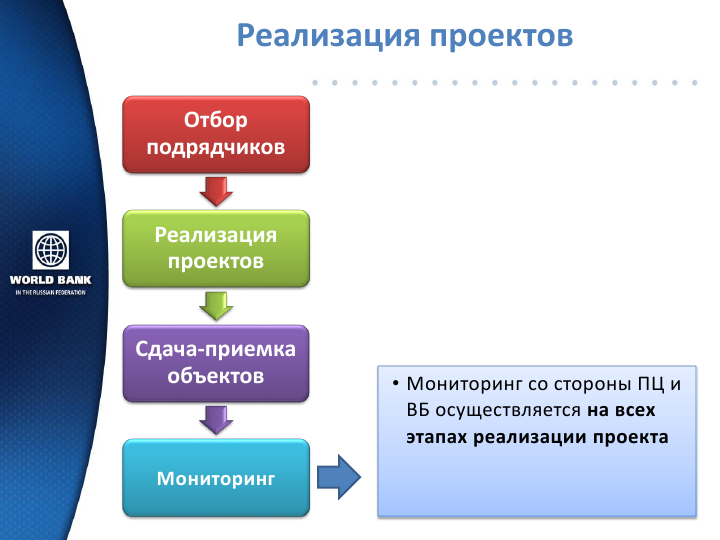 Реализация проектов
Отбор
подрядчиков
Реализация
проектов
Сдача-приемка
объектов
Мониторинг
• Мониторинг со стороны ПЦ и
ВБ осуществляется на всех
этапах реализации проекта
WORLD BANK
IN THE RUSSIAN FEDERATION